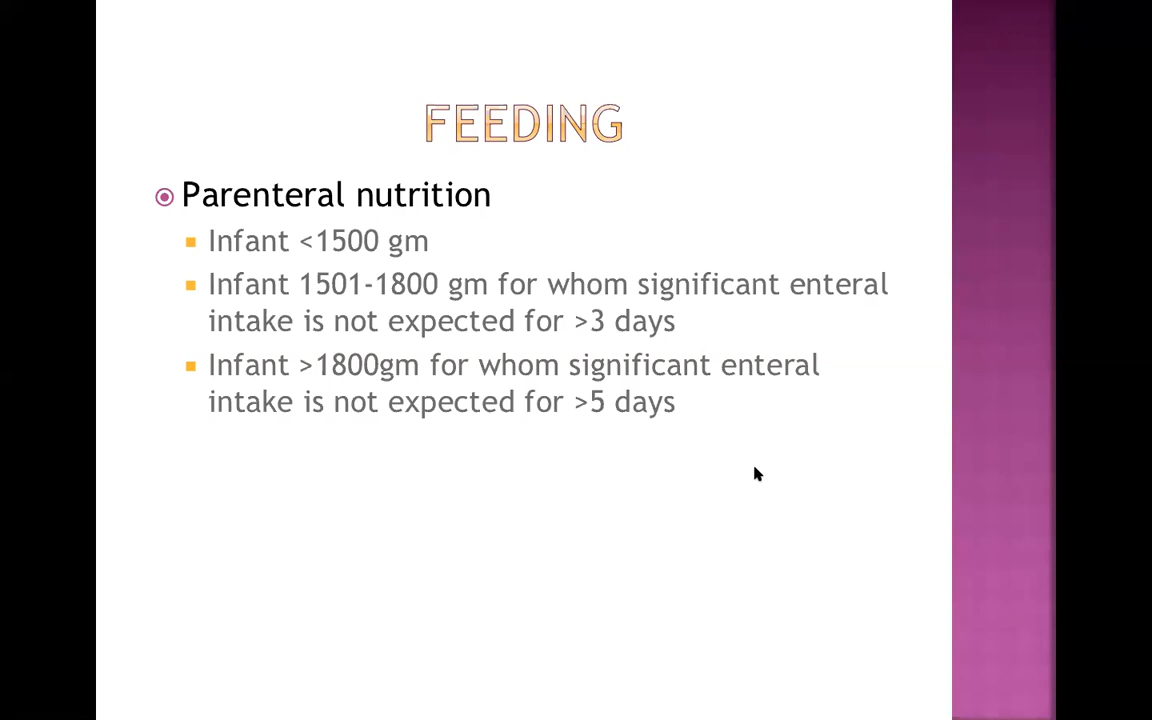 FEEDING
Parenteral nutrition
Infant <1500 gm
Infant 1501-1800 gm for whom significant enteral
intake is not expected for >3 days
Infant >1800gm for whom significant enteral
intake is not expected for >5 days